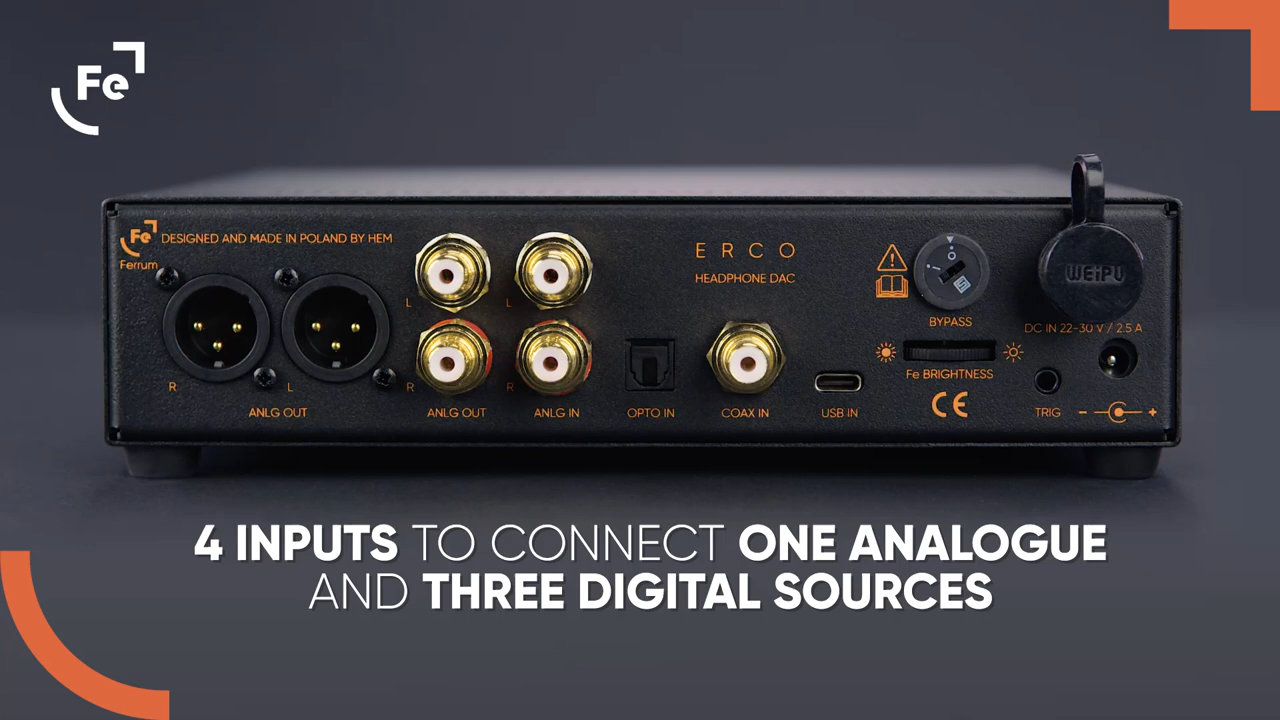 Fe
Fe DESIGNED AND MADE IN POLAND BY HEM
Ferrum
L
L
R
R
R
L
ANLG OUT
ANLG OUT
ANLG IN
OPTO IN
COAX IN
USB IN
ERCO
HEADPHONE DAC
BYPASS
Fe BRIGHTNESS
CE
WEIPU
DC IN 22-30 V / 2.5 A
TRIG
- +
4 INPUTS TO CONNECT ONE ANALOGUE
AND THREE DIGITAL SOURCES